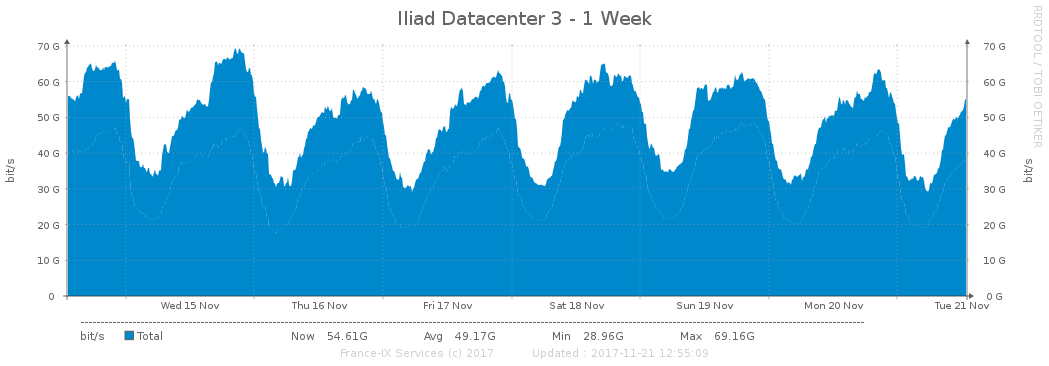 Iliad Datacenter 3 - 1 Week
RRDTOOL / TOBI OETIKER
70 G 70 G
60 G 60 G
50 G 50 G
40 G 40 G
30 G 30 G
20 G 20 G
10 G 10 G
0 0 G
bit/s bit/s
Wed 15 Nov Thu 16 Nov Fri 17 Nov Sat 18 Nov Sun 19 Nov Mon 20 Nov Tue 21 Nov
bit/s Total Now 54.61G Avg 49.17G Min 28.96G Max 69.16G
France-IX Services (c) 2017 Updated : 2017-11-21 12:55:09